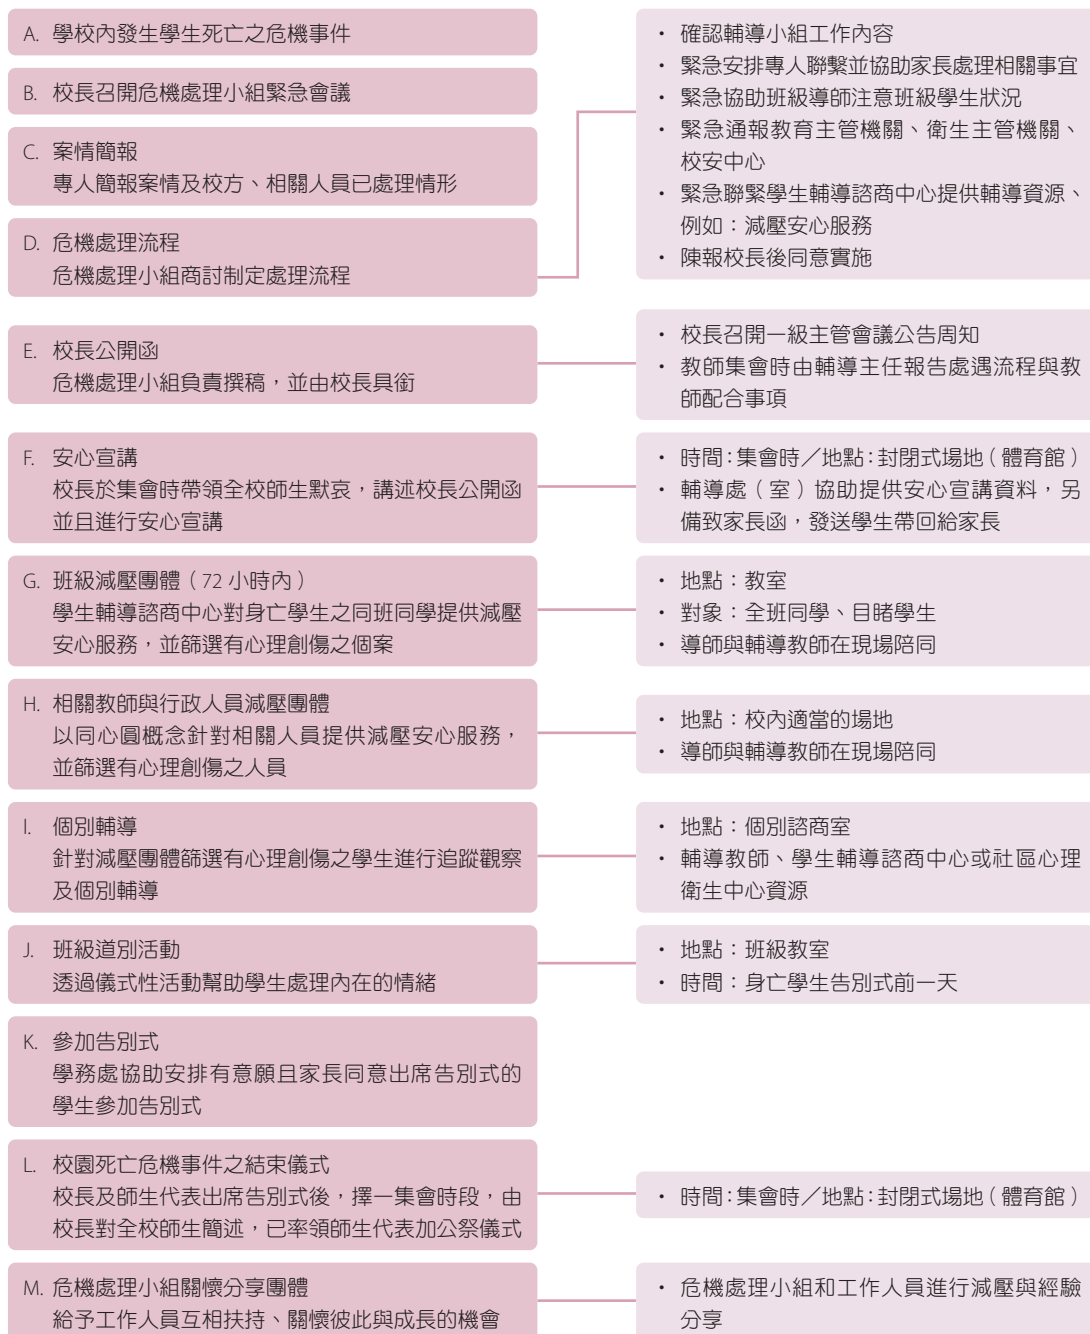 A. 學校內發生學生死亡之危機事件
B. 校長召開危機處理小組緊急會議
C. 案情簡報
專人簡報案情及校方、相關人員已處理情形
D. 危機處理流程
危機處理小組商討制定處理流程
• 確認輔導小組工作內容
• 緊急安排專人聯繫並協助家長處理相關事宜
• 緊急協助班級導師注意班級學生狀況
• 緊急通報教育主管機關、衛生主管機關、
校安中心
• 緊急聯緊學生輔導諮商中心提供輔導資源、
例如：減壓安心服務
• 陳報校長後同意實施
E. 校長公開函
危機處理小組負責撰稿，並由校長具銜
• 校長召開一級主管會議公告周知
• 教師集會時由輔導主任報告處遇流程與教
師配合事項
F. 安心宣講
校長於集會時帶領全校師生默哀，講述校長公開函
並且進行安心宣講
• 時間：集會時／地點：封閉式場地（體育館）
• 輔導處（室）協助提供安心宣講資料，另
備致家長函，發送學生帶回給家長
G. 班級減壓團體（72 小時內）
學生輔導諮商中心對身亡學生之同班同學提供減壓
安心服務，並篩選有心理創傷之個案
• 地點：教室
• 對象：全班同學、目睹學生
• 導師與輔導教師在現場陪同
H. 相關教師與行政人員減壓團體
以同心圓概念針對相關人員提供減壓安心服務，
並篩選有心理創傷之人員
• 地點：校內適當的場地
• 導師與輔導教師在現場陪同
I. 個別輔導
針對減壓團體篩選有心理創傷之學生進行追蹤觀察
及個別輔導
• 地點：個別諮商室
• 輔導教師、學生輔導諮商中心或社區心理
衛生中心資源
J. 班級道別活動
透過儀式性活動幫助學生處理內在的情緒
• 地點：班級教室
• 時間：身亡學生告別式前一天
K. 參加告別式
學務處協助安排有意願且家長同意出席告別式的
學生參加告別式
L. 校園死亡危機事件之結束儀式
校長及師生代表出席告別式後，擇一集會時段，由
校長對全校師生簡述，已率領師生代表加公祭儀式
• 時間：集會時／地點：封閉式場地（體育館）
M. 危機處理小組關懷分享團體
給予工作人員互相扶持、關懷彼此與成長的機會
• 危機處理小組和工作人員進行減壓與經驗
分享